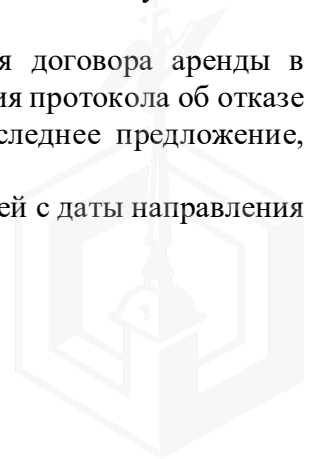 я договора аренды в
ия протокола об отказе
следнее предложение,
ей с даты направления